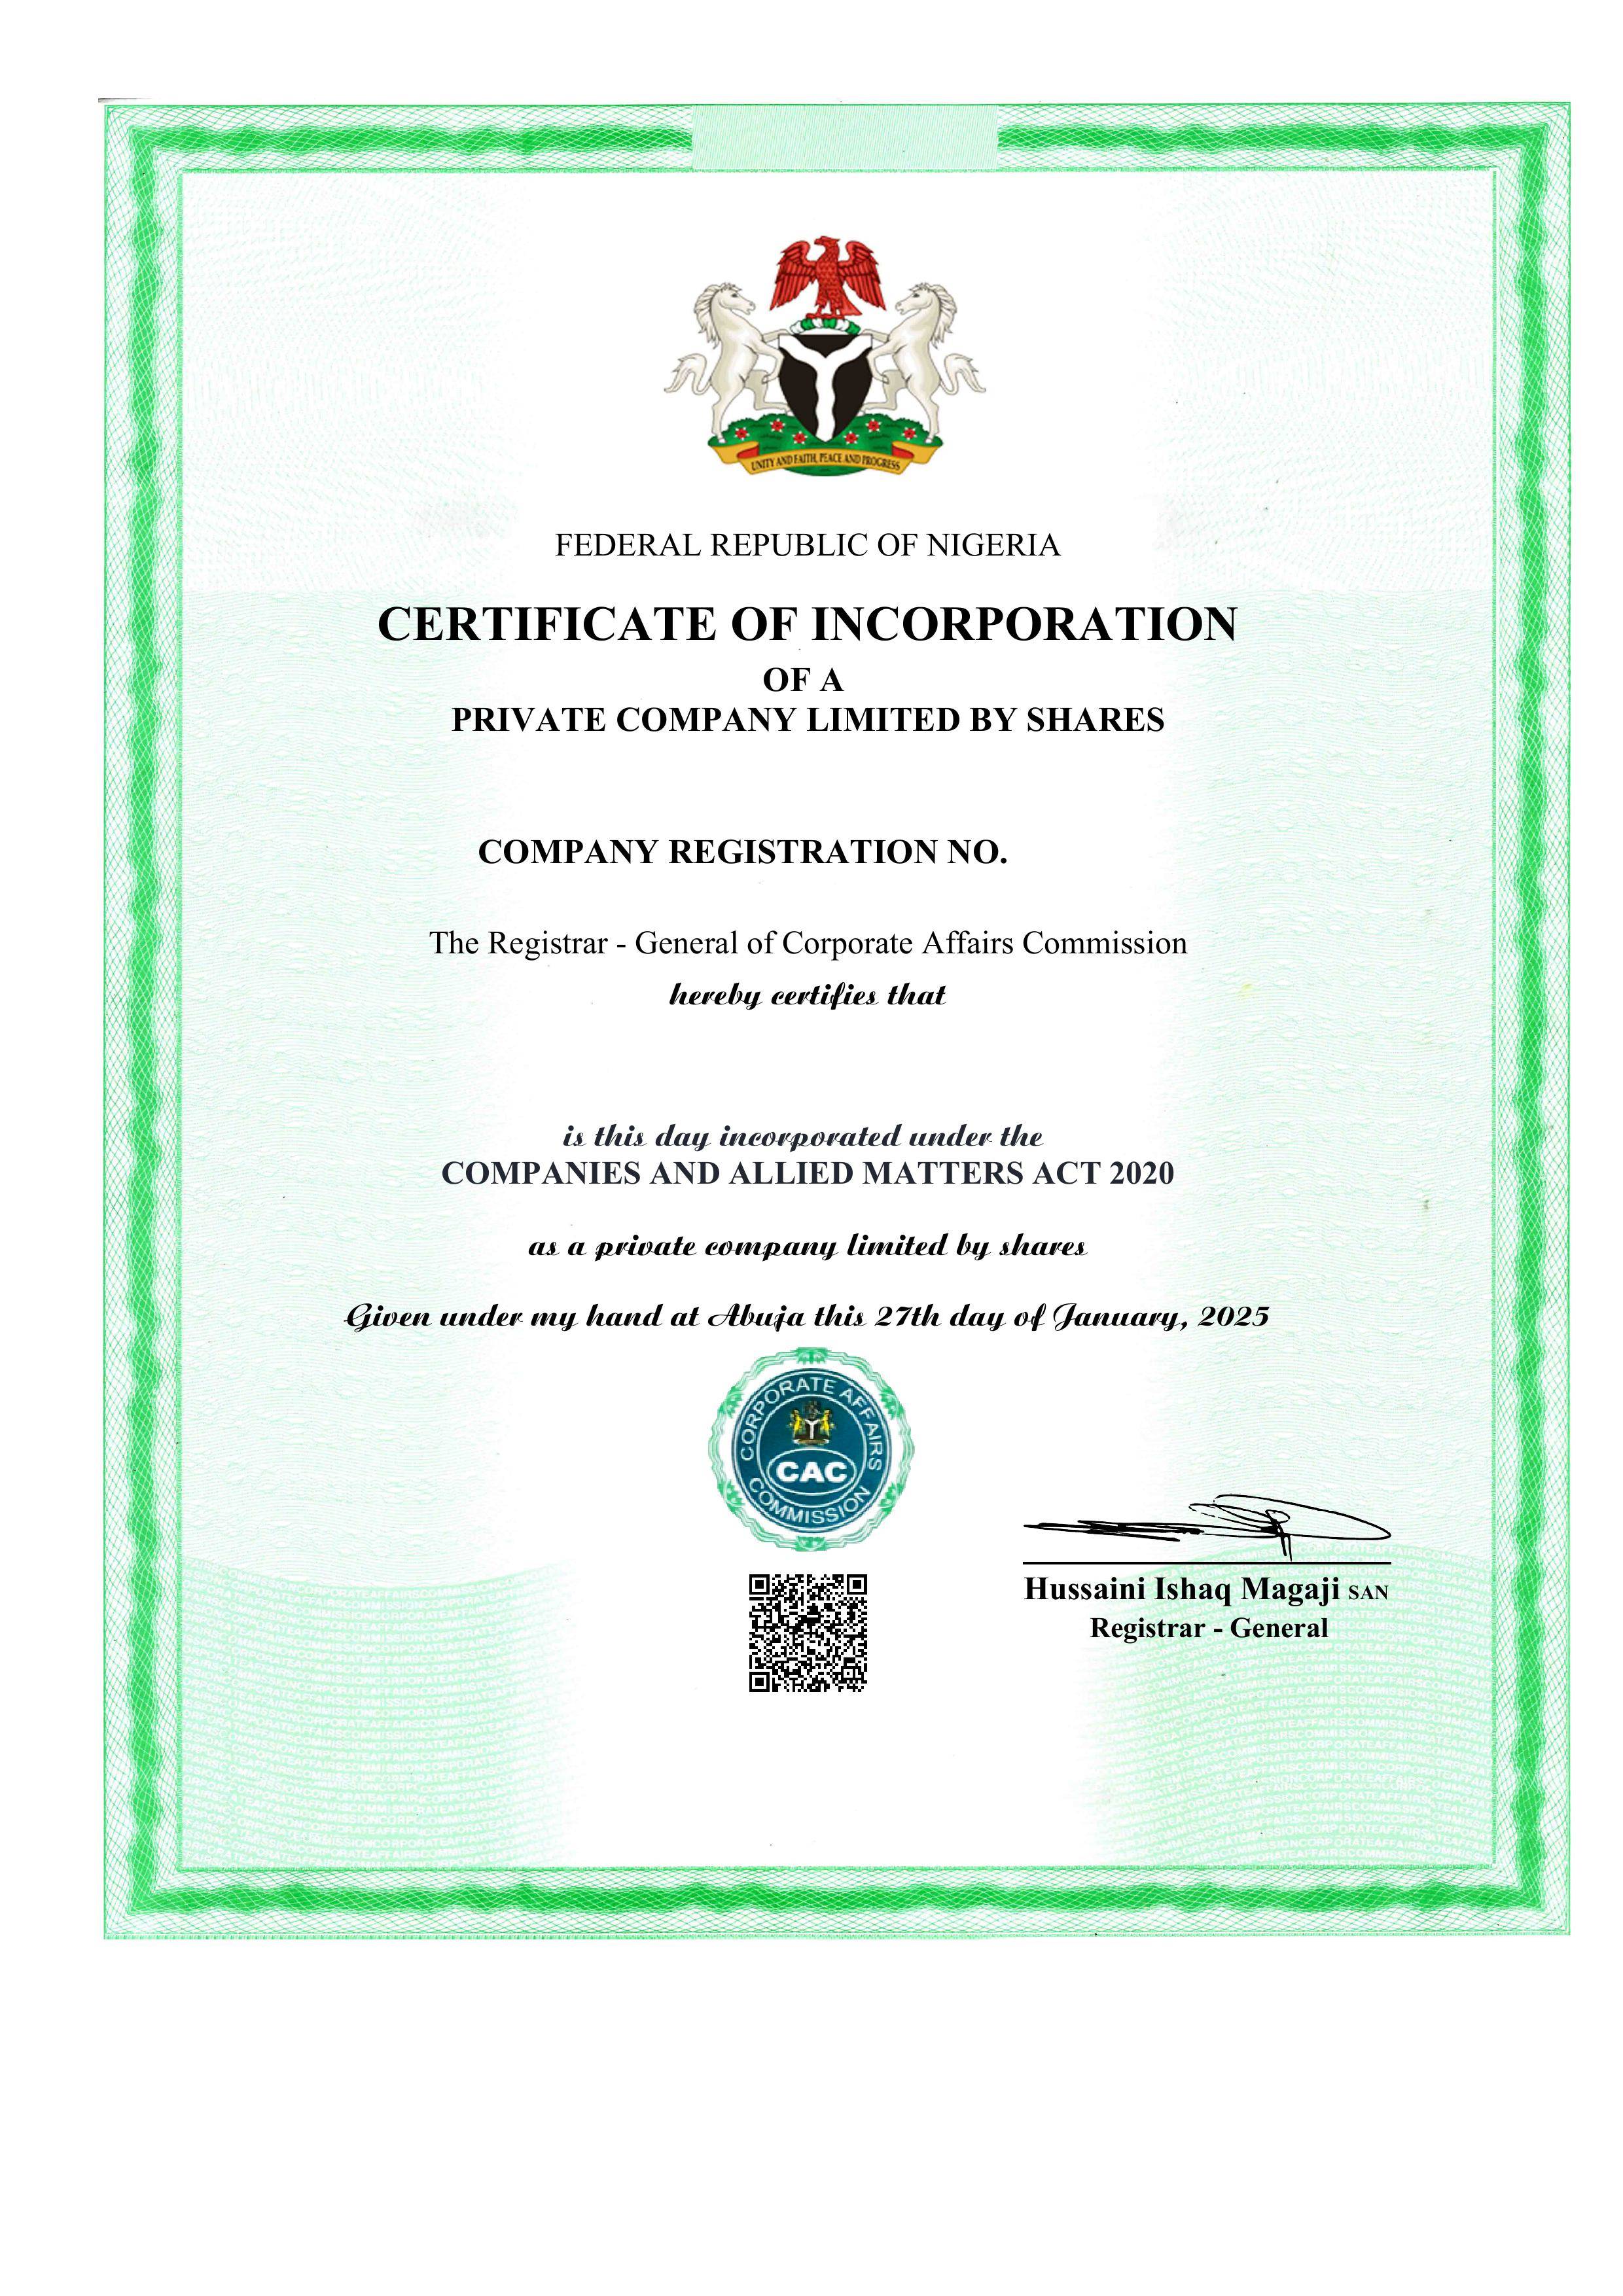 UNITY AND FAITH, PEACE AND PROGRESS
FEDERAL REPUBLIC OF NIGERIA
CERTIFICATE OF INCORPORATION
OF A
PRIVATE COMPANY LIMITED BY SHARES
COMPANY REGISTRATION NO.
The Registrar - General of Corporate Affairs Commission
hereby certifies that
is this day incorporated under the
COMPANIES AND ALLIED MATTERS ACT 2020
as a private company limited by shares
Given under my hand at Abuja this 27th day of January, 2025
CORPORATE AFFAIRS
CAC
COMMISSION
Hussaini Ishaq Magaji SAN
Registrar - General